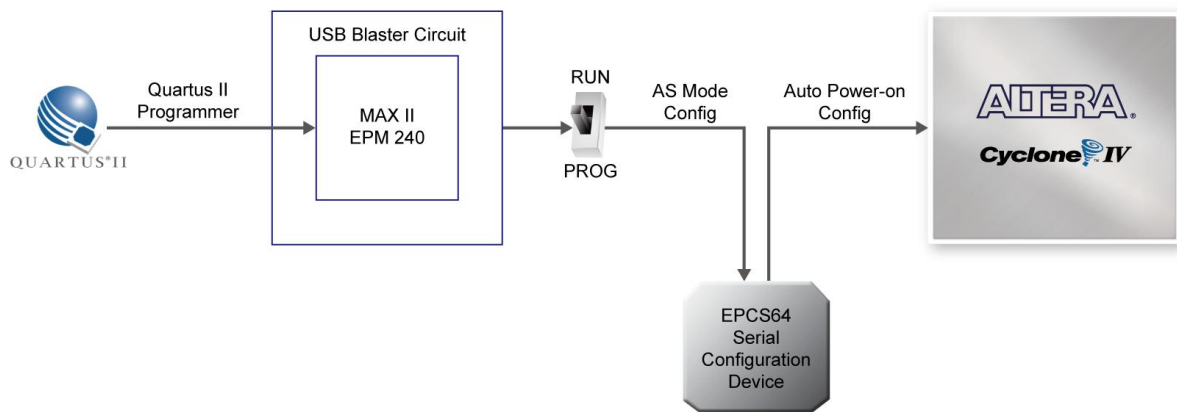 USB Blaster Circuit
Quartus II
Programmer
MAX II
EPM 240
QUARTUS®II
RUN
PROG
AS Mode
Config
Auto Power-on
Config
ALTERA®
Cyclone™ IV
EPCS64
Serial
Configuration
Device